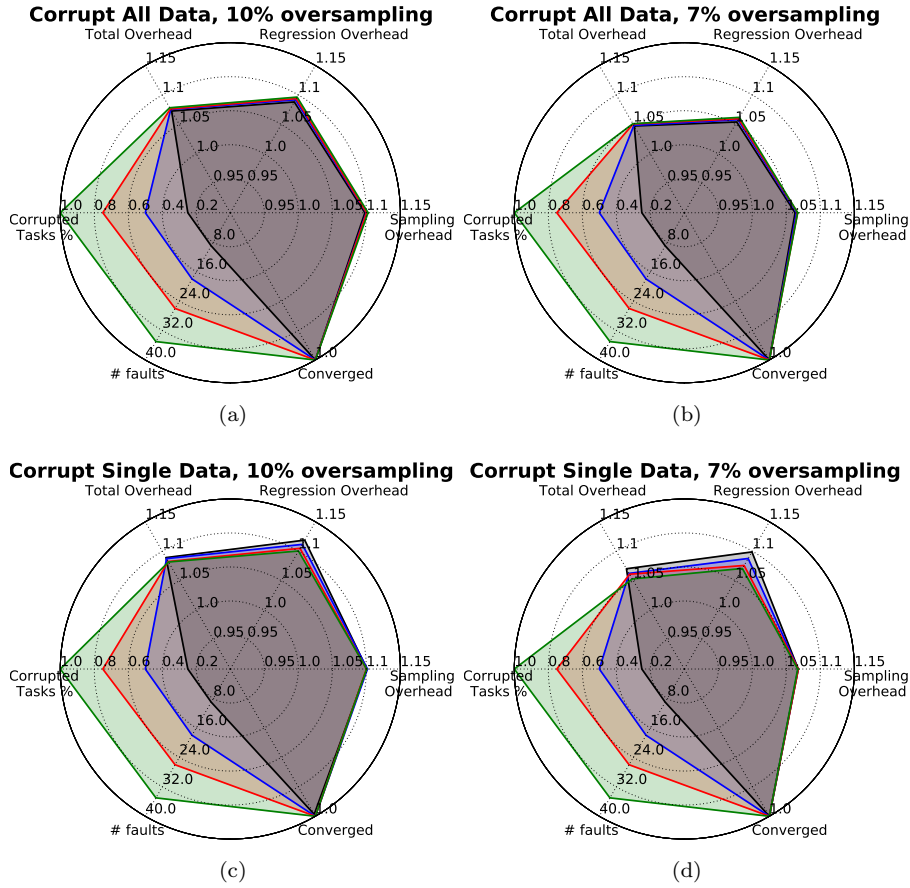 Corrupt All Data, 10% oversampling
Total Overhead
Regression Overhead
1.15
1.15
1.1
1.1
1.05
1.05
1.0
1.0
0.95
0.95
1.0
0.8
0.6
0.4
0.2
0.95
1.0
1.05
1.1
1.15
Corrupted
Tasks %
Sampling
Overhead
8.0
16.0
24.0
32.0
40.0
1.0
# faults
Converged
(a)
Corrupt All Data, 7% oversampling
Total Overhead
Regression Overhead
1.15
1.15
1.1
1.1
1.05
1.05
1.0
1.0
0.95
0.95
1.0
0.8
0.6
0.4
0.2
0.95
1.0
1.05
1.1
1.15
Corrupted
Tasks %
Sampling
Overhead
8.0
16.0
24.0
32.0
40.0
1.0
# faults
Converged
(b)
Corrupt Single Data, 10% oversampling
Total Overhead
Regression Overhead
1.15
1.15
1.1
1.1
1.05
1.05
1.0
1.0
0.95
0.95
1.0
0.8
0.6
0.4
0.2
0.95
1.0
1.05
1.1
1.15
Corrupted
Tasks %
Sampling
Overhead
8.0
16.0
24.0
32.0
40.0
1.0
# faults
Converged
(c)
Corrupt Single Data, 7% oversampling
Total Overhead
Regression Overhead
1.15
1.15
1.1
1.1
1.05
1.05
1.0
1.0
0.95
0.95
1.0
0.8
0.6
0.4
0.2
0.95
1.0
1.05
1.1
1.15
Corrupted
Tasks %
Sampling
Overhead
8.0
16.0
24.0
32.0
40.0
1.0
# faults
Converged
(d)